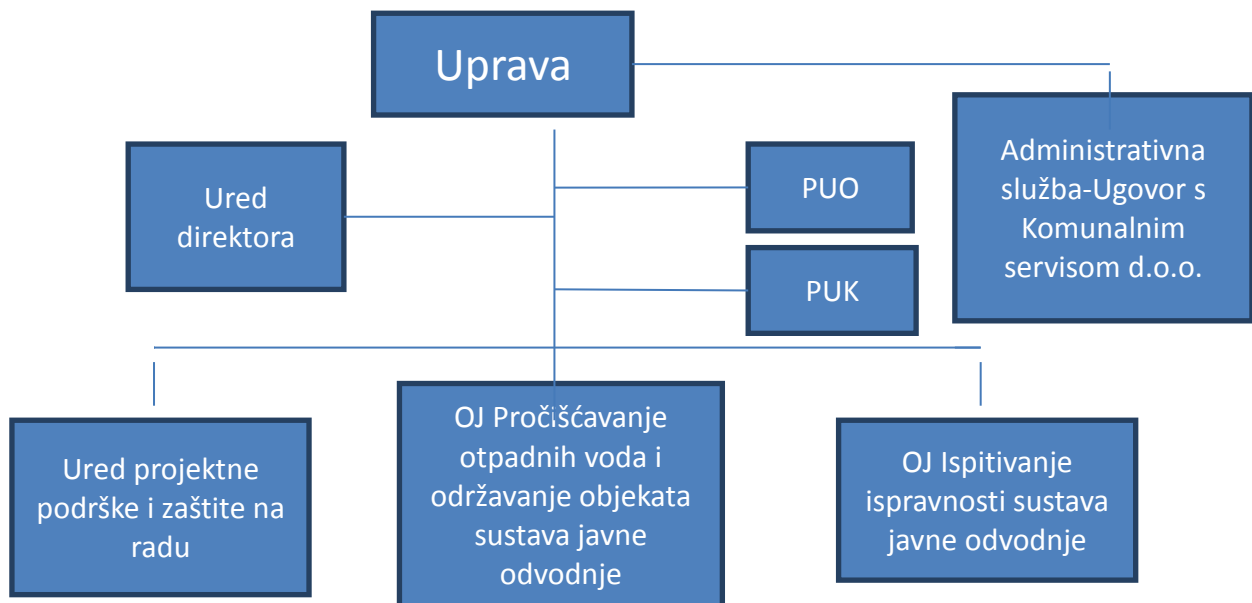 Uprava
Ured
direktora
PUO
PUK
Administrativna
služba-Ugovor s
Komunalnim
servisom d.o.o.
Ured projektne
podrške i zaštite na
radu
OJ Pročišćavanje
otpadnih voda i
održavanje objekata
sustava javne
odvodnje
OJ Ispitivanje
ispravnosti sustava
javne odvodnje